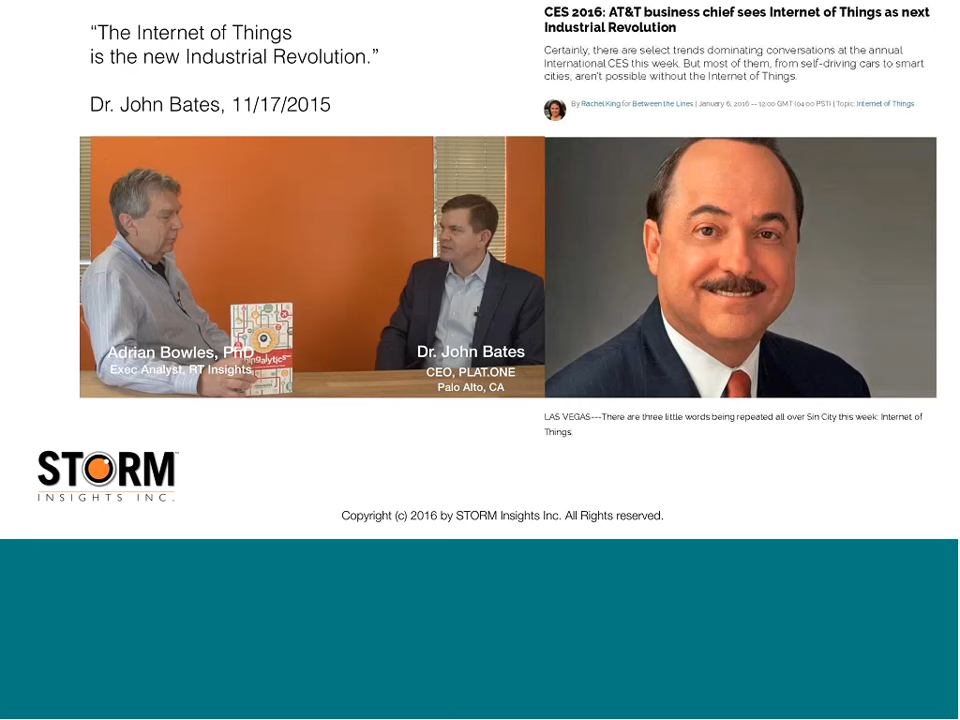 “The Internet of Things
is the new Industrial Revolution.”
Dr. John Bates, 11/17/2015
CES 2016: AT&T business chief sees Internet of Things as next
Industrial Revolution
Certainly, there are select trends dominating conversations at the annual
International CES this week. But most of them, from self-driving cars to smart
cities, aren't possible without the Internet of Things.
By Rachel King for Between the Lines | January 6, 2016 -- 12:00 GMT (04:00 PST) | Topic: Internet of Things
Adrian Bowles, PhD
Exec Analyst, RT Insights
Dr. John Bates
CEO, PLAT.ONE
Palo Alto, CA
LAS VEGAS---There are three little words being repeated all over Sin City this week: Internet of
Things.
STORM
INSIGHTS INC.
Copyright (c) 2016 by STORM Insights Inc. All Rights reserved.